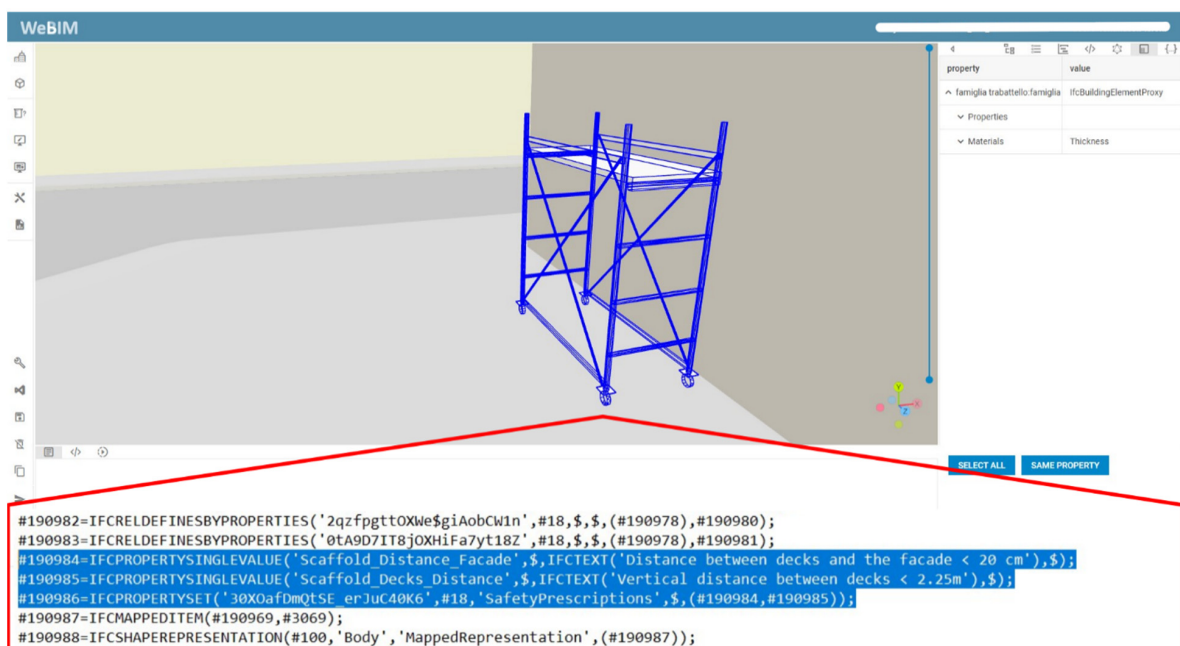 WeBIM
property value
famiglia trabattello:famiglia IfcBuildingElementProxy
Properties
Materials Thickness
Y
X
Z
SELECT ALL SAME PROPERTY
#190982=IFCRELDEFINESBYPROPERTIES('2qzfpgttOXWe$giAobCW1n',#18,$,$,(#190978),#190980);
#190983=IFCRELDEFINESBYPROPERTIES('0tA9D7IT8jOXHiFa7yt18Z',#18,$,$,(#190978),#190981);
#190984=IFCPROPERTYSINGLEVALUE('Scaffold_Distance_Facade',$,IFCTEXT('Distance between decks and the facade < 20 cm'),$);
#190985=IFCPROPERTYSINGLEVALUE('Scaffold_Decks_Distance',$,IFCTEXT('Vertical distance between decks < 2.25m'),$);
#190986=IFCPROPERTYSET('30XOafDmQtSE_erJuC40K6',#18,'SafetyPrescriptions',$,(#190984,#190985));
#190987=IFCMAPPEDITEM(#190969,#3069);
#190988=IFCSHAPEREPRESENTATION(#100,'Body','MappedRepresentation',(#190987));